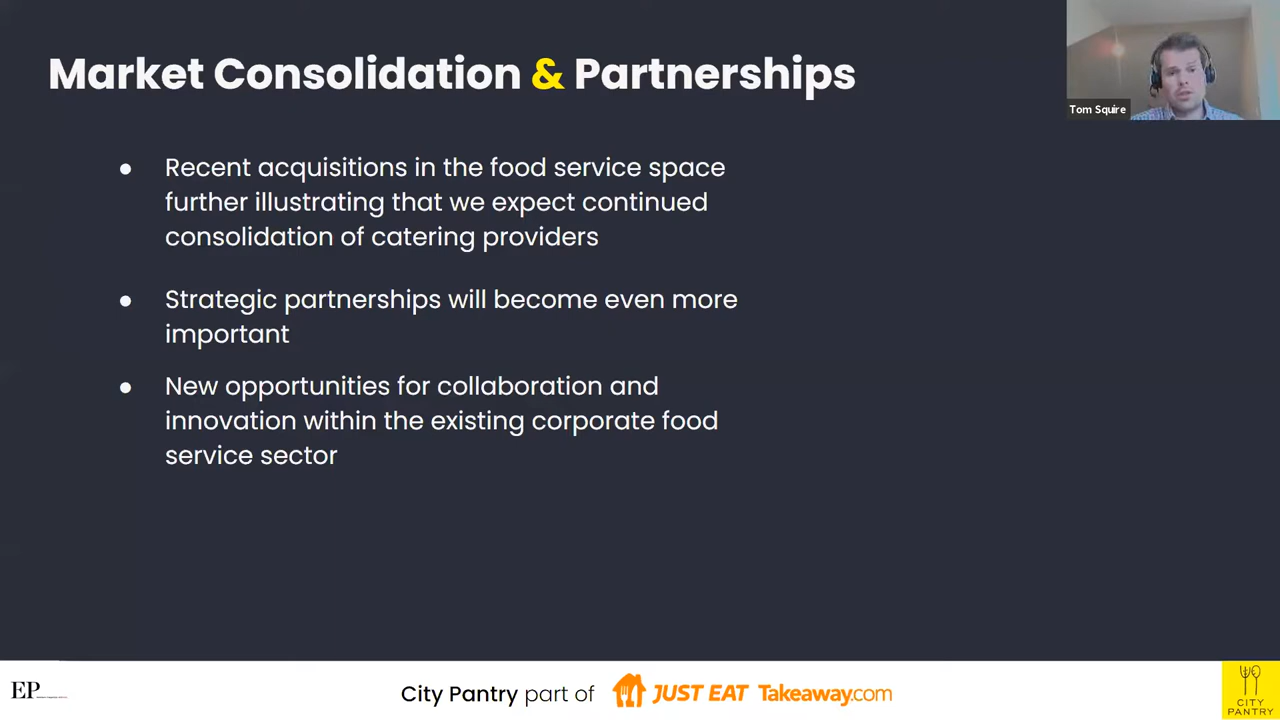 Market Consolidation & Partnerships
Tom Squire
● Recent acquisitions in the food service space
further illustrating that we expect continued
consolidation of catering providers
● Strategic partnerships will become even more
important
● New opportunities for collaboration and
innovation within the existing corporate food
service sector
EP
City Pantry part of JUST EAT Takeaway.com
CITY
PANTRY